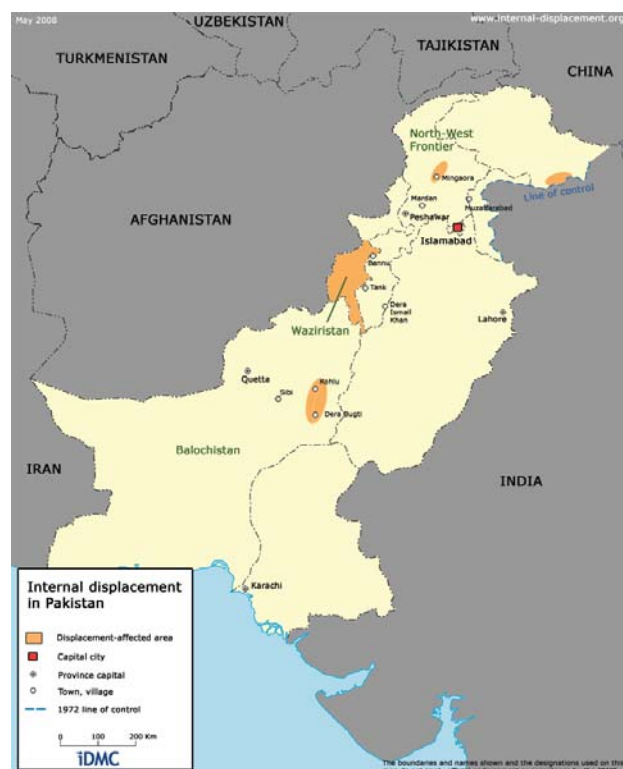 May 2008
www.internal-displacement.org
UZBEKISTAN
TAJIKISTAN
TURKMENISTAN
CHINA
North-West
Frontier
Mingaora
Line of control
Mardan
Muzaffarabad
Peshawar
AFGHANISTAN
Islamabad
Bannu
Tank
Dera
Ismail
Khan
Lahore
Waziristan
Quetta
Kohlu
Sibi
Dera Bugti
Balochistan
IRAN
INDIA
Karachi
Internal displacement
in Pakistan
Displacement-affected area
Capital city
Province capital
Town, village
1972 line of control
0 100 200 Km
iDMC
The boundaries and names shown and the designations used on this